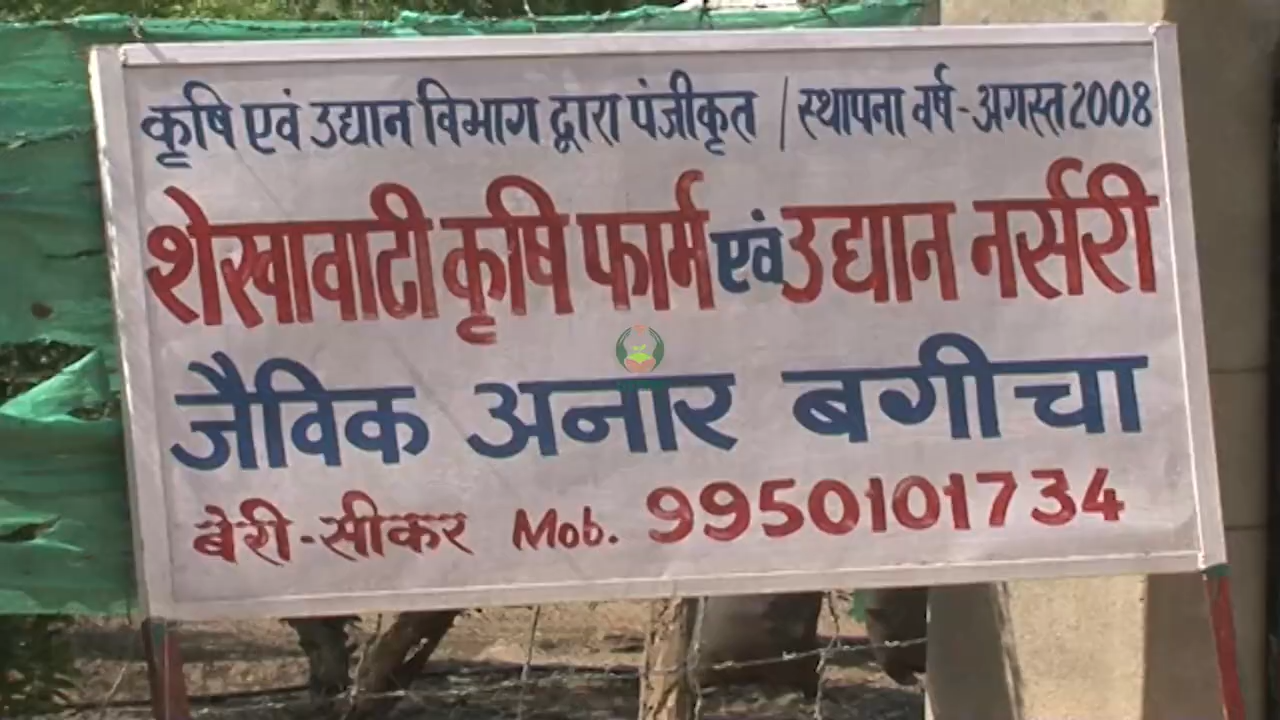 कृषि एवं उद्यान विभाग द्वारा पंजीकृत / स्थापना वर्ष - अगस्त 2008
शेखावाटी कृषि फार्म एवं उद्यान नर्सरी
जैविक अनार बगीचा
बेरी - सीकर Mob. 9950101734